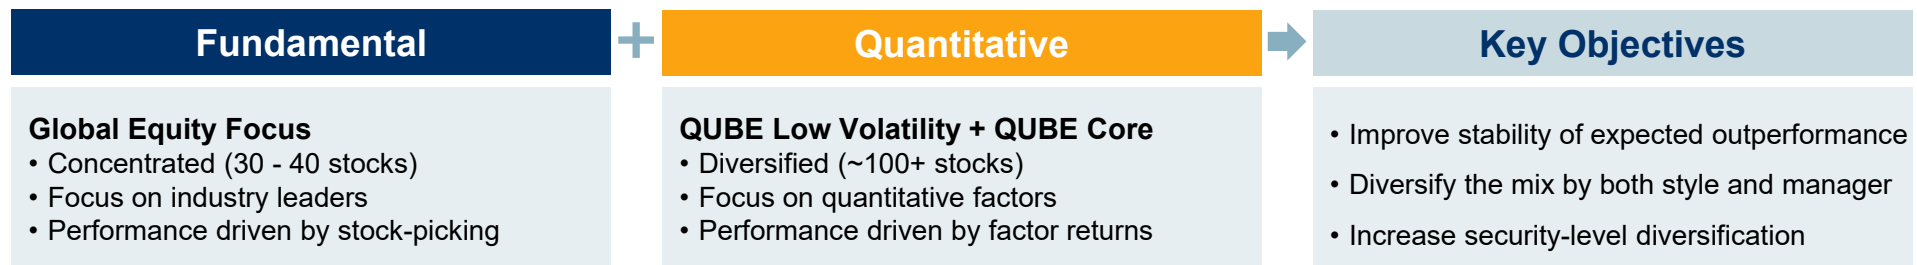 Fundamental
Global Equity Focus
• Concentrated (30 - 40 stocks)
• Focus on industry leaders
• Performance driven by stock-picking
Quantitative
QUBE Low Volatility + QUBE Core
• Diversified (~100+ stocks)
• Focus on quantitative factors
• Performance driven by factor returns
Key Objectives
• Improve stability of expected outperformance
• Diversify the mix by both style and manager
• Increase security-level diversification